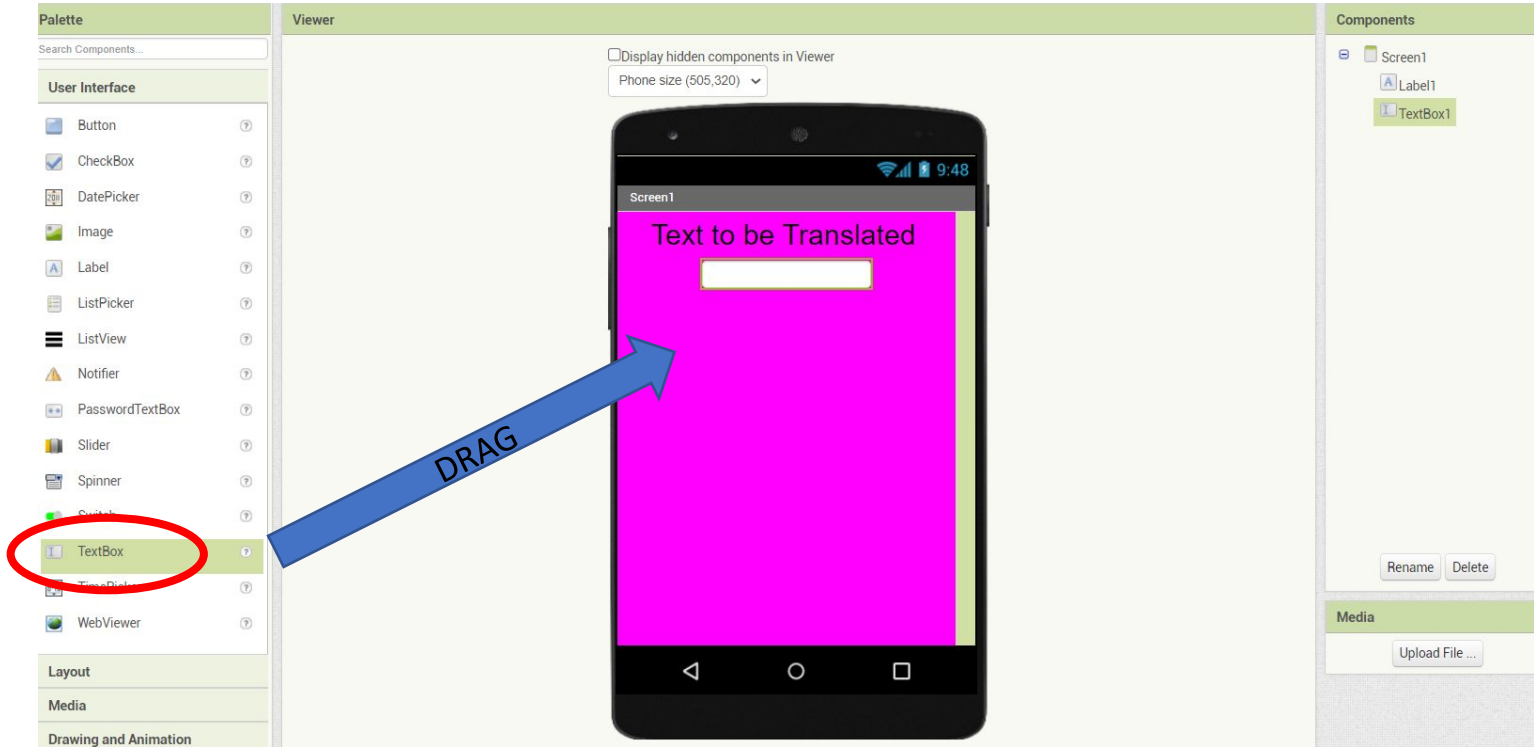 Palette
Search Components...
User Interface
Button
CheckBox
DatePicker
Image
Label
ListPicker
ListView
Notifier
PasswordTextBox
Slider
Spinner
Switch
TextBox
TimePicker
WebViewer
Layout
Media
Drawing and Animation
Viewer
Display hidden components in Viewer
Phone size (505,320)
9:48
Screen1
Text to be Translated
DRAG
Components
Screen1
Label1
TextBox1
Rename Delete
Media
Upload File ...